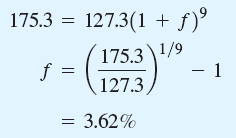 175.3 = 127.3(1 + f)⁹
f = (175.3/127.3)^1/9 − 1
= 3.62%